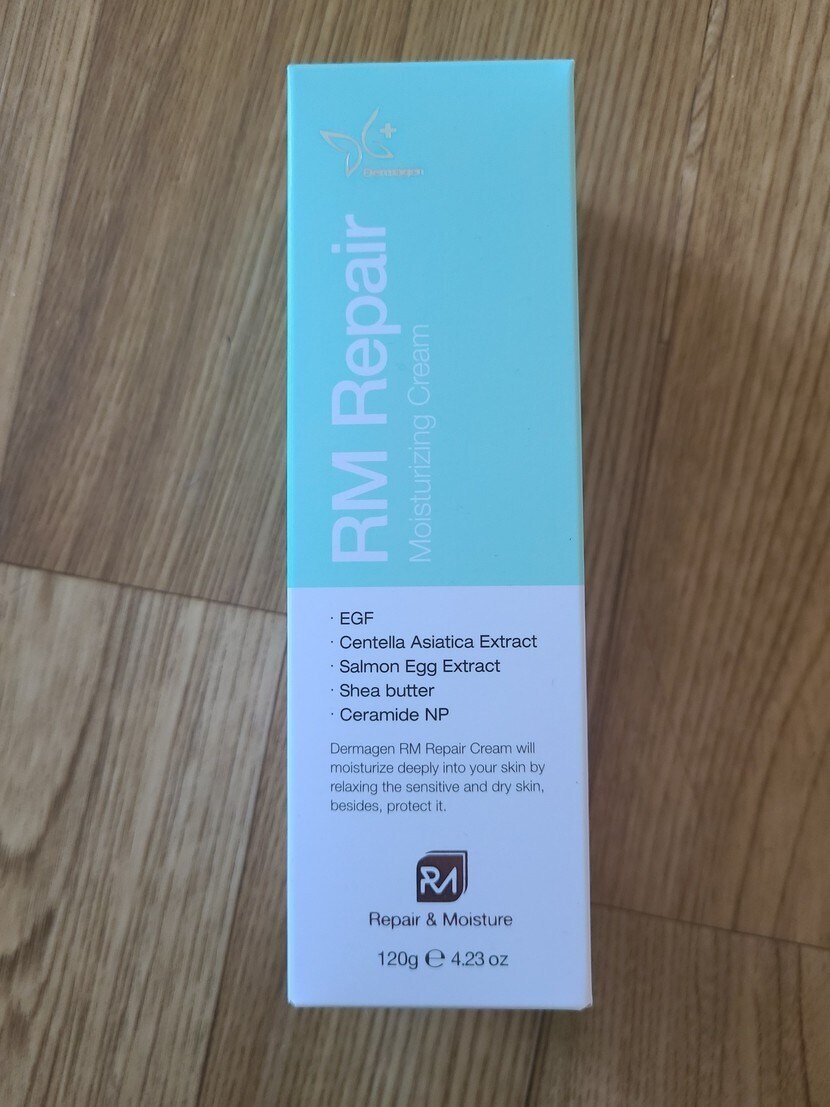 Dermagen
RM Repair
Moisturizing Cream
· EGF
· Centella Asiatica Extract
· Salmon Egg Extract
· Shea butter
· Ceramide NP
Dermagen RM Repair Cream will
moisturize deeply into your skin by
relaxing the sensitive and dry skin,
besides, protect it.
RM
Repair & Moisture
120g ℮ 4.23 oz